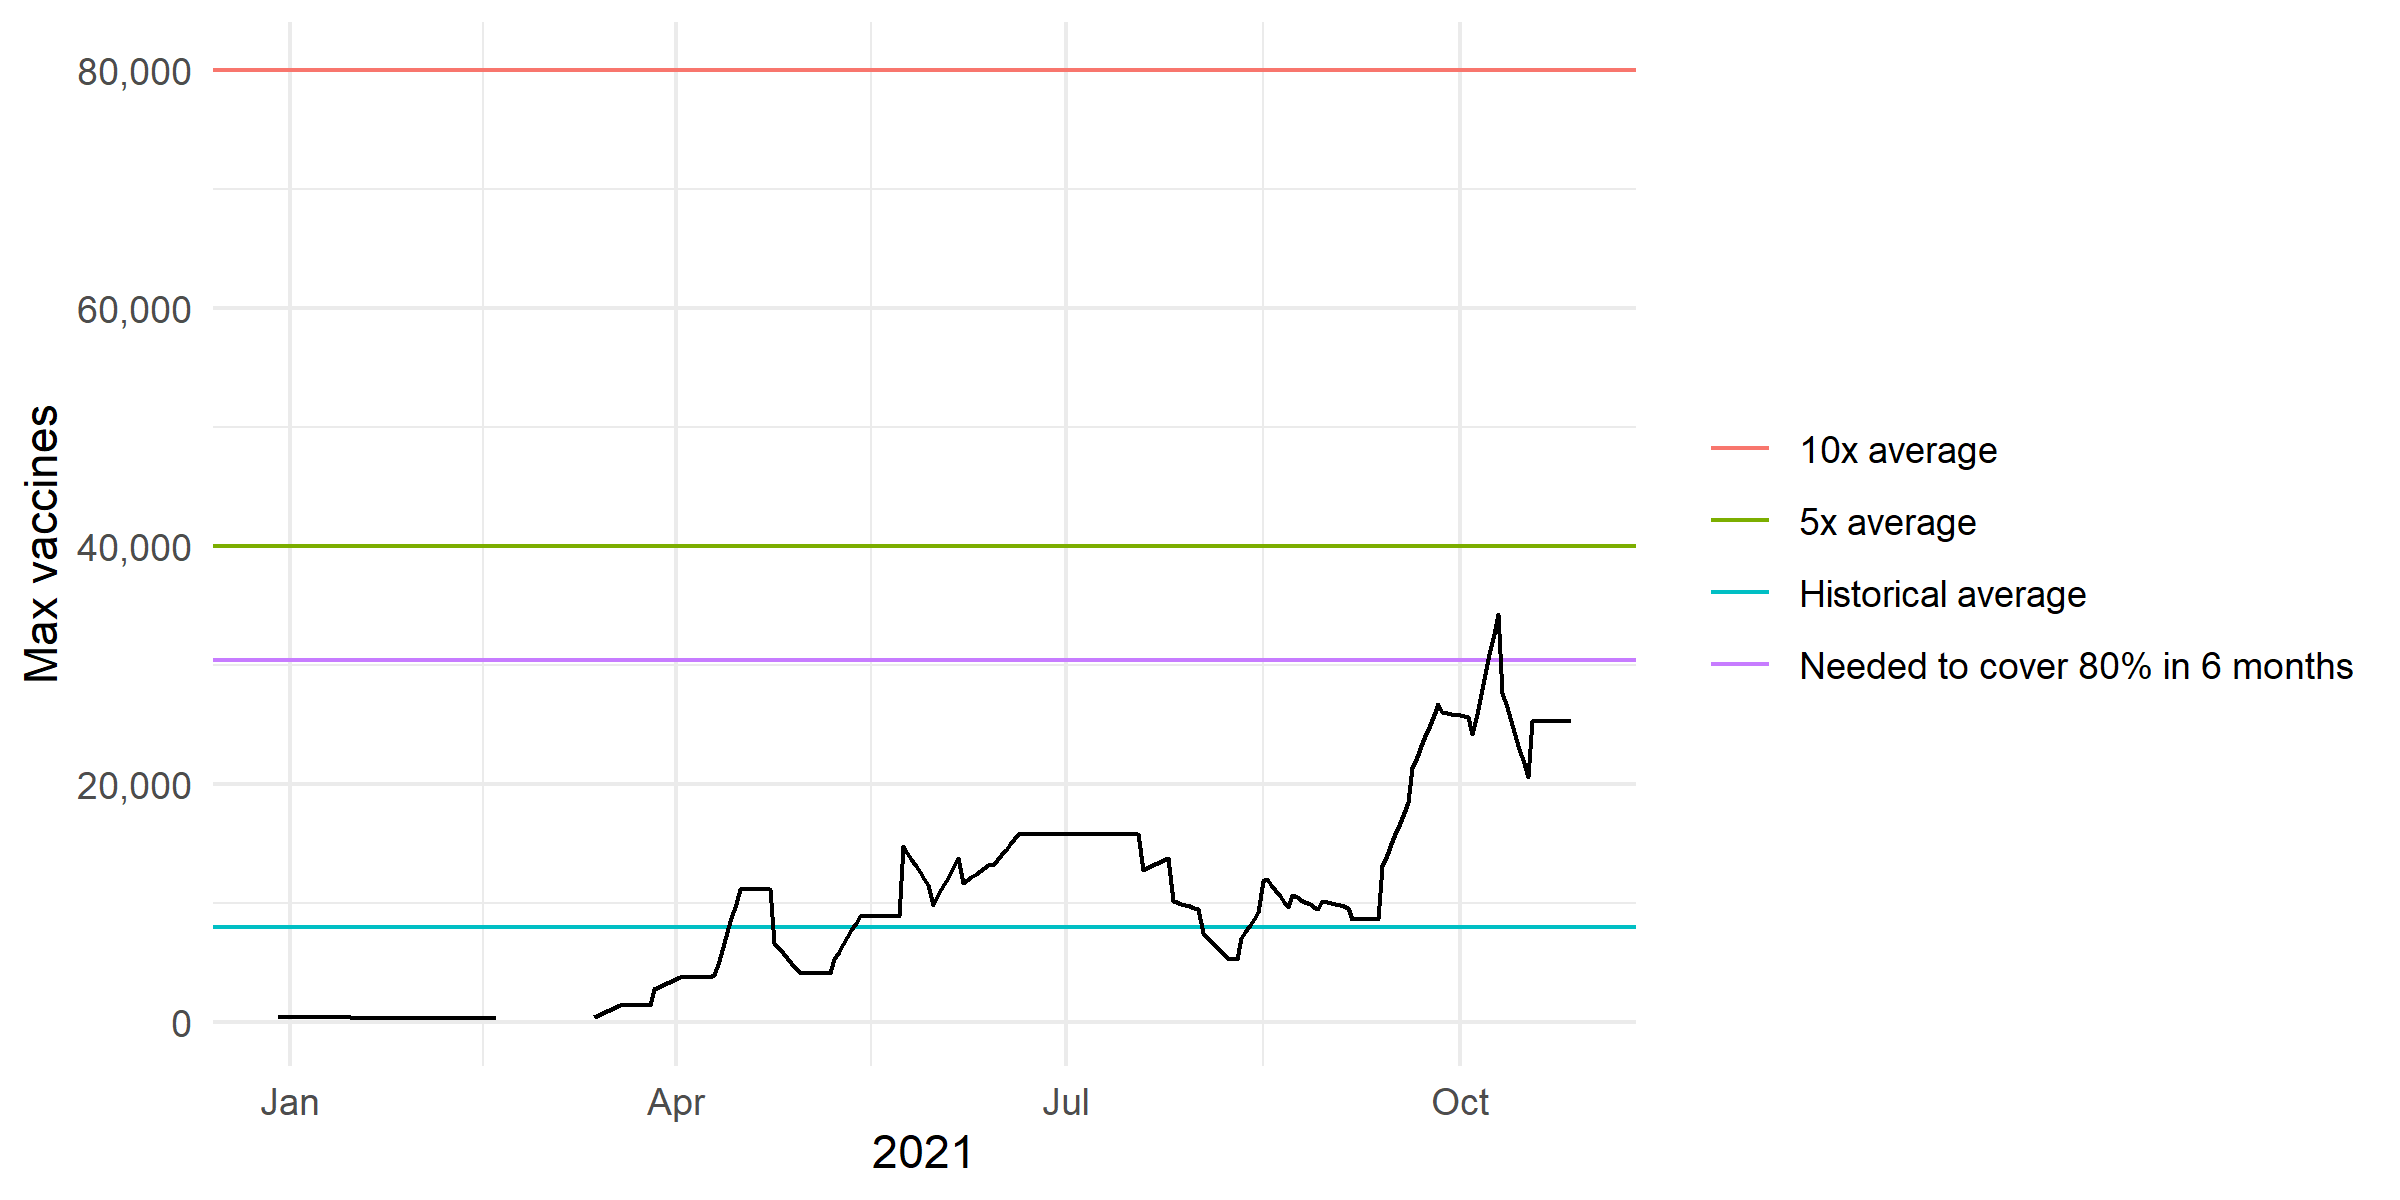 80,000
60,000
40,000
20,000
0
Max vaccines
Jan
Apr
Jul
Oct
2021
10x average
5x average
Historical average
Needed to cover 80% in 6 months